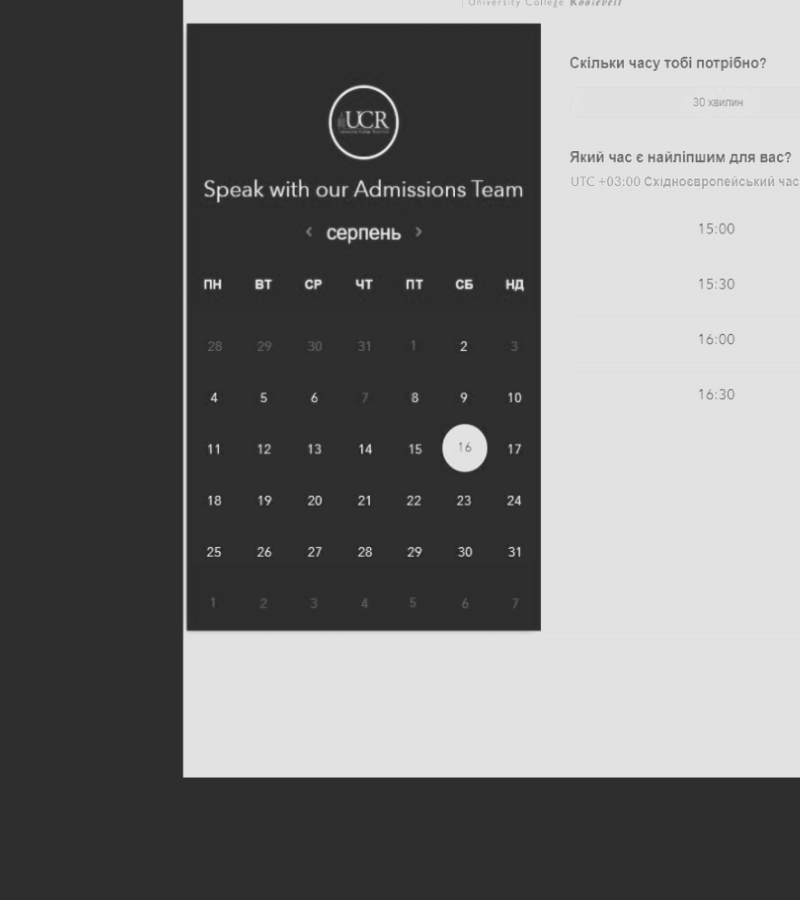 University College Roosevelt
UCR
Speak with our Admissions Team
‹ серпень ›
ПН ВТ СР ЧТ ПТ СБ НД
28 29 30 31 1 2 3
4 5 6 7 8 9 10
11 12 13 14 15 16 17
18 19 20 21 22 23 24
25 26 27 28 29 30 31
1 2 3 4 5 6 7
Скільки часу тобі потрібно?
30 хвилин
Який час є найліпшим для вас?
UTC +03:00 Східноєвропейський час
15:00
15:30
16:00
16:30